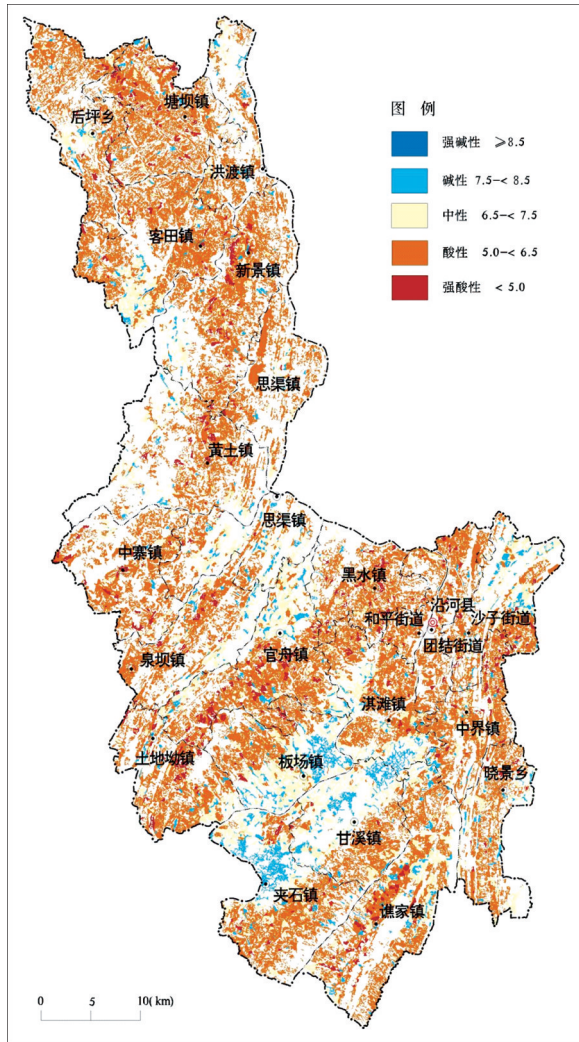 塘坝镇
后坪乡
洪渡镇
客田镇
新景镇
思渠镇
黄土镇
思渠镇
中寨镇
黑水镇
沿河县
和平街道
沙子街道
团结街道
官舟镇
泉坝镇
淇滩镇
中界镇
土地坳镇
板场镇
晓景乡
甘溪镇
夹石镇
谯家镇
图 例
强碱性 ⩾8.5
碱性 7.5-< 8.5
中性 6.5-< 7.5
酸性 5.0-< 6.5
强酸性 < 5.0
0 5 10( km)